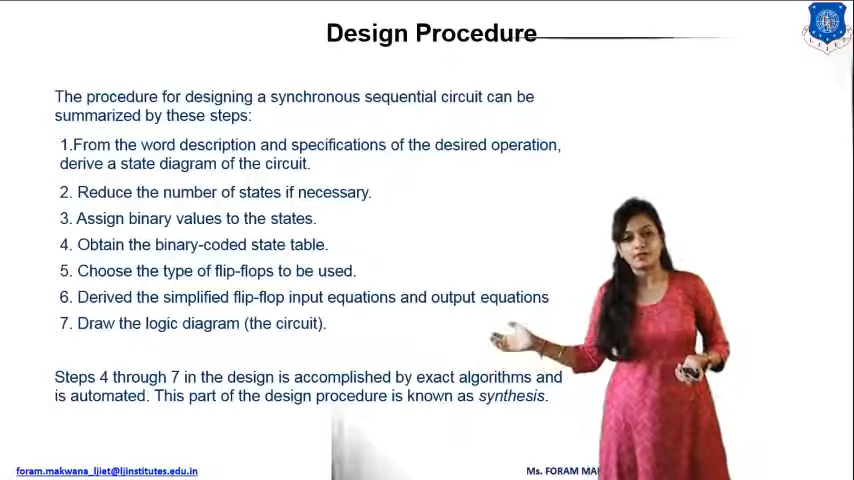 Design Procedure
The procedure for designing a synchronous sequential circuit can be
summarized by these steps:
1.From the word description and specifications of the desired operation,
derive a state diagram of the circuit.
2. Reduce the number of states if necessary.
3. Assign binary values to the states.
4. Obtain the binary-coded state table.
5. Choose the type of flip-flops to be used.
6. Derived the simplified flip-flop input equations and output equations
7. Draw the logic diagram (the circuit).
Steps 4 through 7 in the design is accomplished by exact algorithms and
is automated. This part of the design procedure is known as synthesis.
foram.makwana_ljiet@ljinstitutes.edu.in
Ms. FORAM